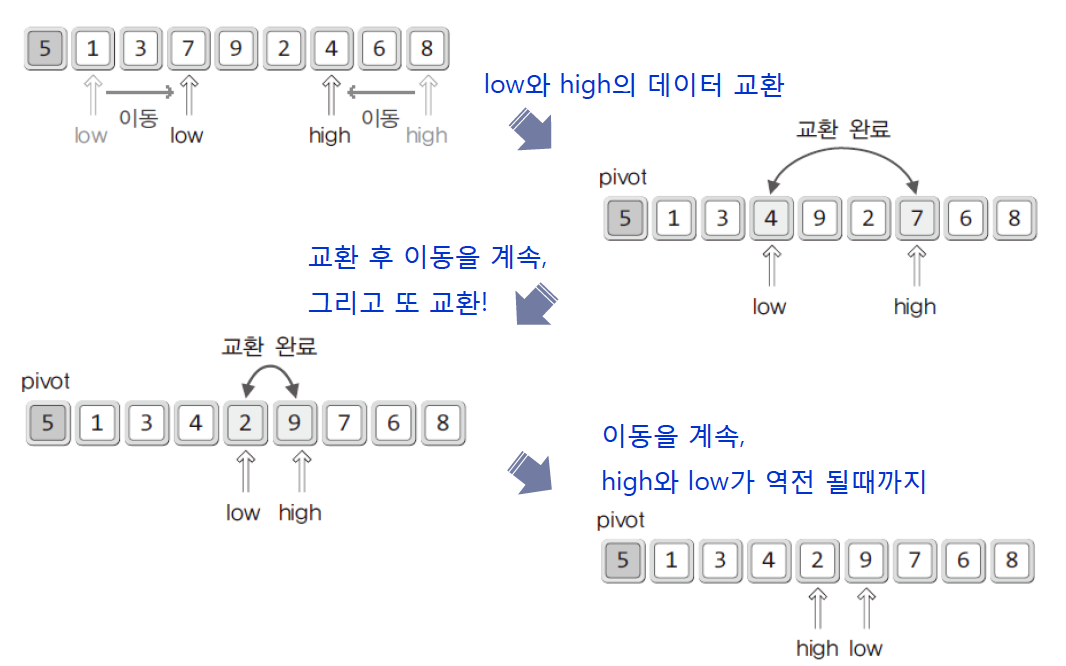 5 1 3 7 9 2 4 6 8
이동 이동
low low high high
low와 high의 데이터 교환
교환 완료
pivot
5 1 3 4 9 2 7 6 8
low high
교환 후 이동을 계속,
그리고 또 교환!
교환 완료
pivot
5 1 3 4 2 9 7 6 8
low high
이동을 계속,
high와 low가 역전 될때까지
pivot
5 1 3 4 2 9 7 6 8
high low